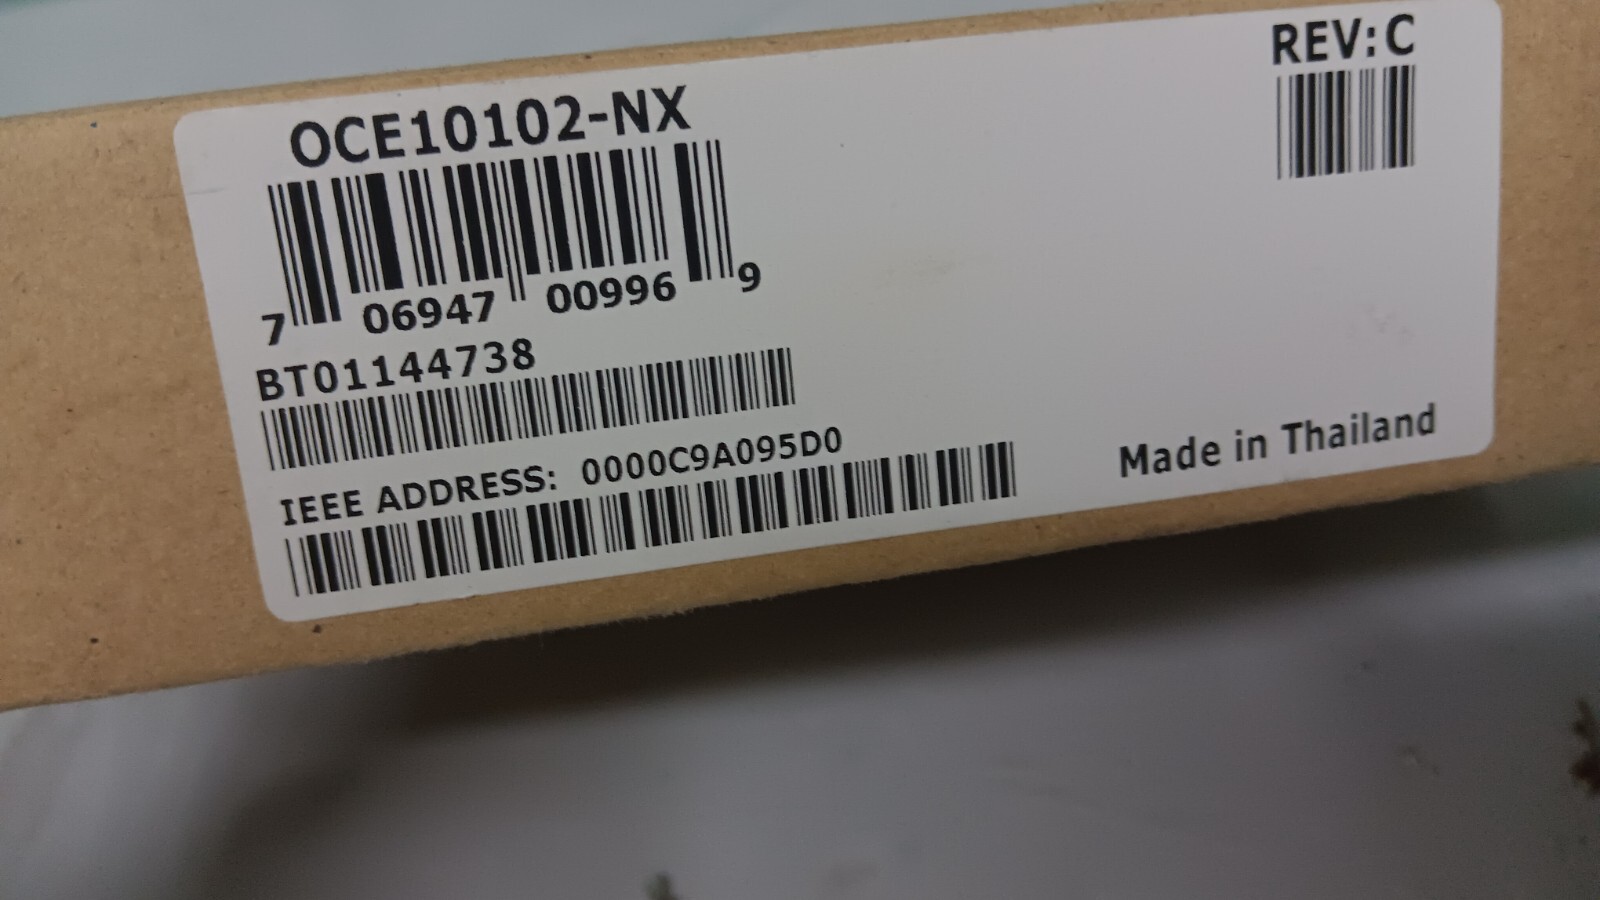 OCE10102-NX
REV:C
7 06947 00996 9
BT01144738
IEEE ADDRESS: 0000C9A095D0
Made in Thailand